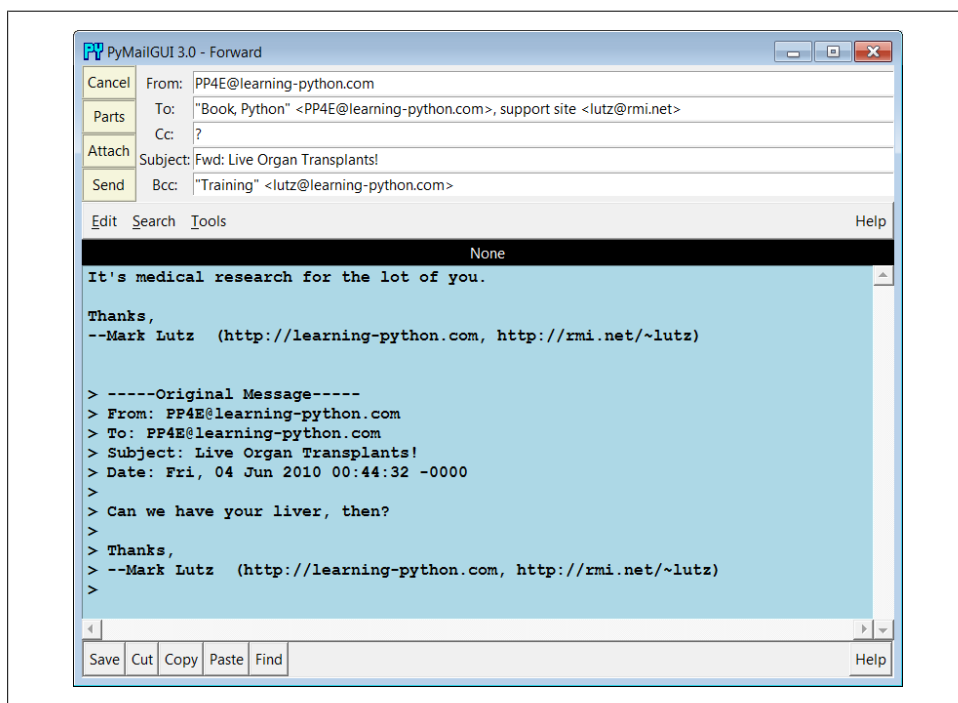 PY PyMailGUI 3.0 - Forward
Cancel From: PP4E@learning-python.com
Parts To: "Book, Python" <PP4E@learning-python.com>, support site <lutz@rmi.net>
Cc: ?
Attach Subject: Fwd: Live Organ Transplants!
Send Bcc: "Training" <lutz@learning-python.com>
Edit Search Tools Help
None
It's medical research for the lot of you.
Thanks,
--Mark Lutz (http://learning-python.com, http://rmi.net/~lutz)
> -----Original Message-----
> From: PP4E@learning-python.com
> To: PP4E@learning-python.com
> Subject: Live Organ Transplants!
> Date: Fri, 04 Jun 2010 00:44:32 -0000
>
> Can we have your liver, then?
>
> Thanks,
> --Mark Lutz (http://learning-python.com, http://rmi.net/~lutz)
>
Save Cut Copy Paste Find Help